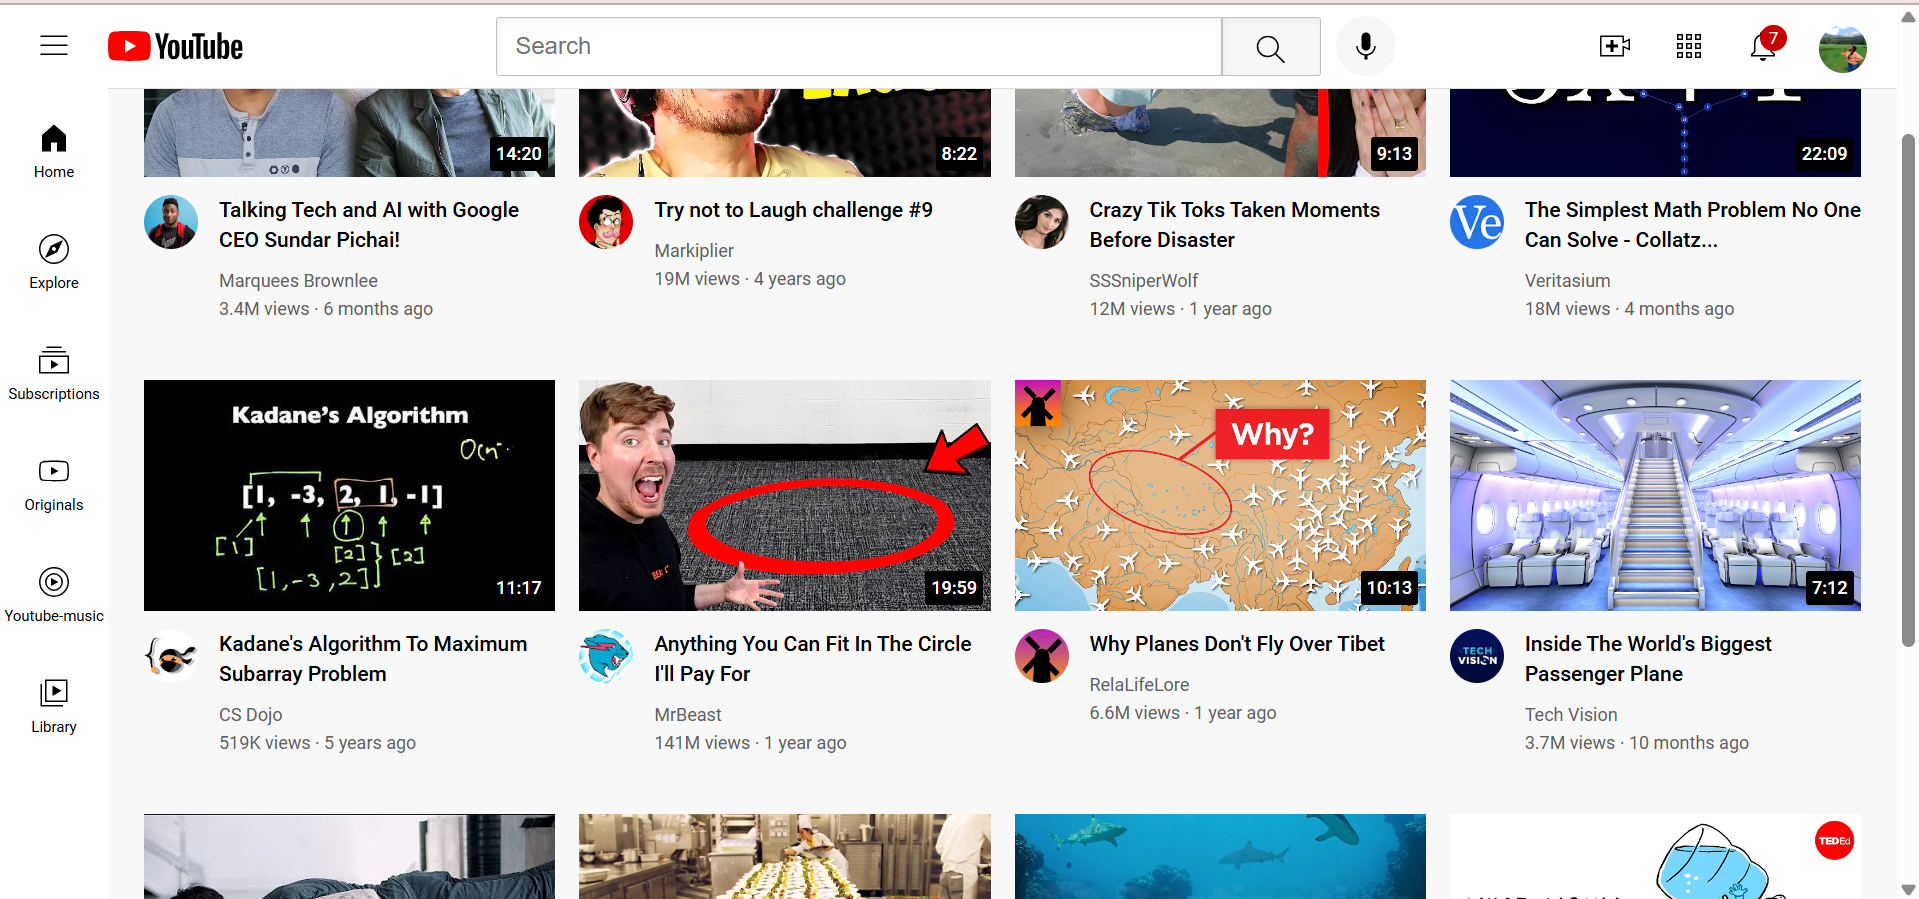 YouTube
Search
7
Home
Explore
Subscriptions
Originals
Youtube-music
Library
14:20
8:22
9:13
22:09
Talking Tech and AI with Google
CEO Sundar Pichai!
Marquees Brownlee
3.4M views · 6 months ago
Try not to Laugh challenge #9
Markiplier
19M views · 4 years ago
Crazy Tik Toks Taken Moments
Before Disaster
SSSniperWolf
12M views · 1 year ago
Ve
The Simplest Math Problem No One
Can Solve - Collatz...
Veritasium
18M views · 4 months ago
Kadane's Algorithm
[1, -3, 2, 1, -1]
[1]
[2]
[2]
[1, -3, 2]
11:17
19:59
Why?
10:13
7:12
Kadane's Algorithm To Maximum
Subarray Problem
CS Dojo
519K views · 5 years ago
Anything You Can Fit In The Circle
I'll Pay For
MrBeast
141M views · 1 year ago
Why Planes Don't Fly Over Tibet
RelaLifeLore
6.6M views · 1 year ago
TECH
VISION
Inside The World's Biggest
Passenger Plane
Tech Vision
3.7M views · 10 months ago
TEDEd